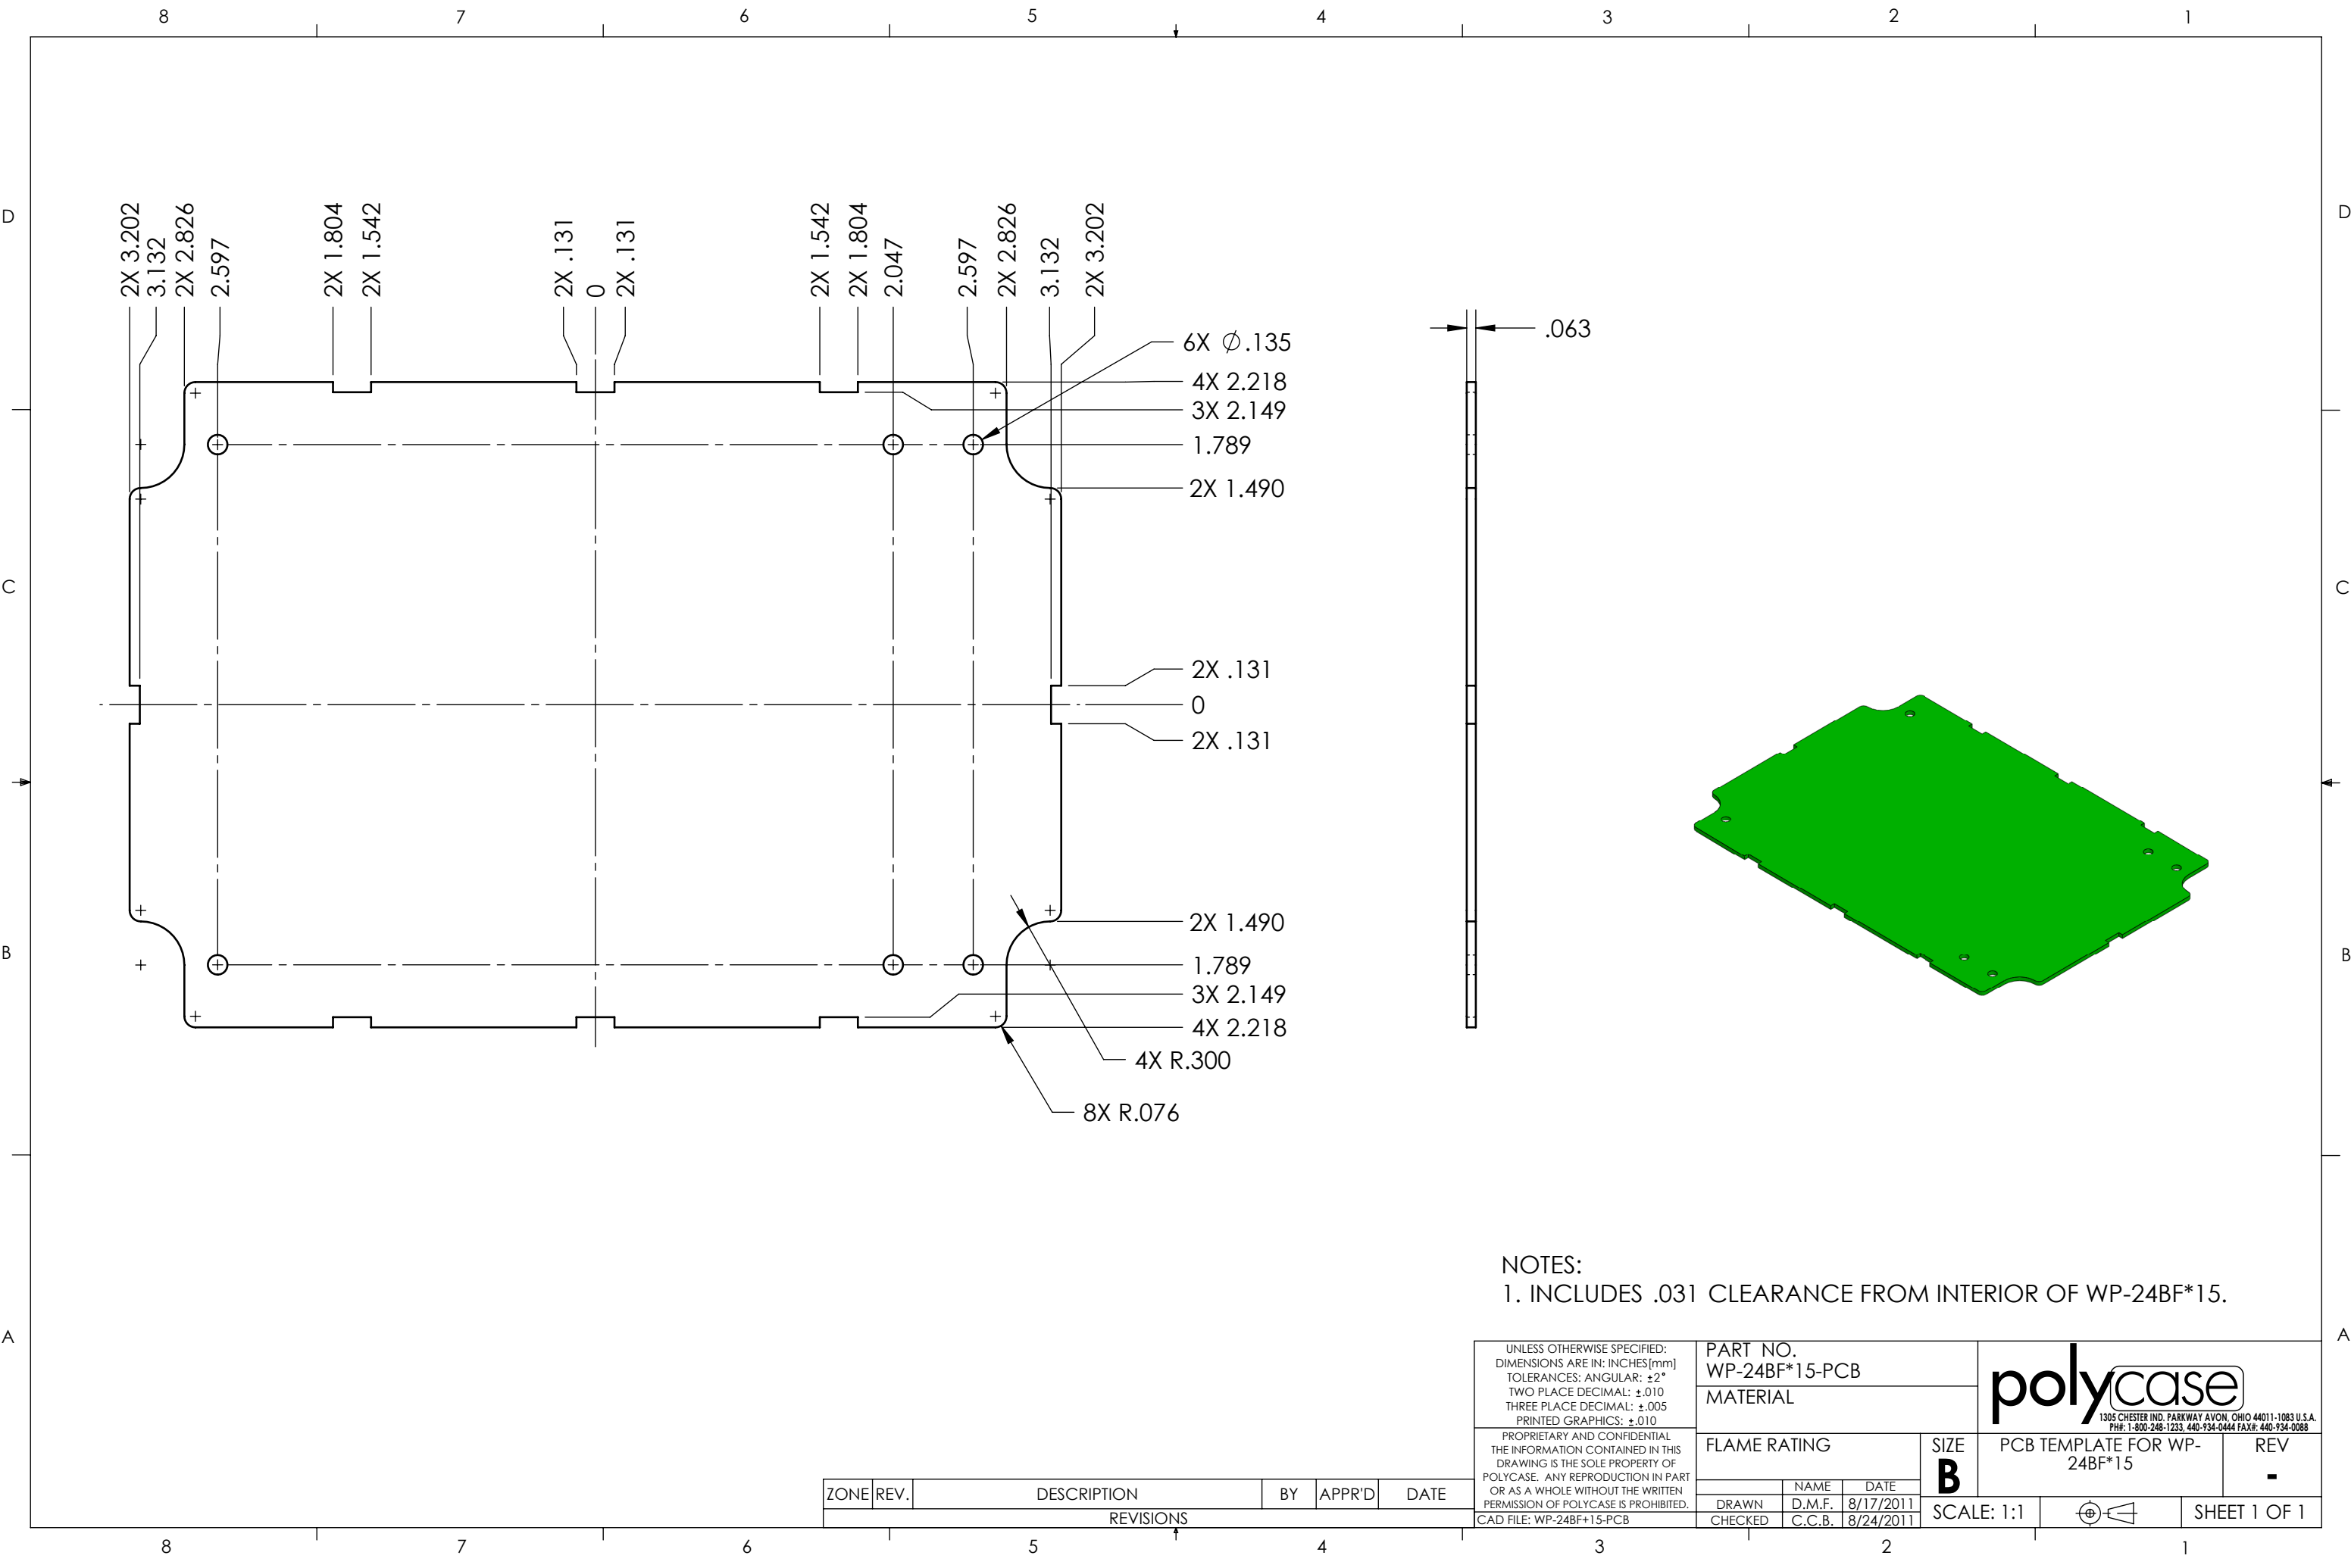 8 7 6 5 4 3 2 1
D D
C C
B B
A A
2X 3.202
3.132
2X 2.826
2.597
2X 1.804
2X 1.542
2X .131
0
2X .131
2X 1.542
2X 1.804
2.047
2.597
2X 2.826
3.132
2X 3.202
6X ∅.135
4X 2.218
3X 2.149
1.789
2X 1.490
2X .131
0
2X .131
2X 1.490
1.789
3X 2.149
4X 2.218
4X R.300
8X R.076
.063
NOTES:
1. INCLUDES .031 CLEARANCE FROM INTERIOR OF WP-24BF*15.
UNLESS OTHERWISE SPECIFIED:
DIMENSIONS ARE IN: INCHES[mm]
TOLERANCES: ANGULAR: ±2°
TWO PLACE DECIMAL: ±.010
THREE PLACE DECIMAL: ±.005
PRINTED GRAPHICS: ±.010
PROPRIETARY AND CONFIDENTIAL
THE INFORMATION CONTAINED IN THIS
DRAWING IS THE SOLE PROPERTY OF
POLYCASE. ANY REPRODUCTION IN PART
OR AS A WHOLE WITHOUT THE WRITTEN
PERMISSION OF POLYCASE IS PROHIBITED.
CAD FILE: WP-24BF+15-PCB
PART NO.
WP-24BF*15-PCB
MATERIAL
FLAME RATING
NAME DATE
DRAWN D.M.F. 8/17/2011
CHECKED C.C.B. 8/24/2011
polycase
1305 CHESTER IND. PARKWAY AVON, OHIO 44011-1083 U.S.A.
PH#: 1-800-248-1233, 440-934-0444 FAX#: 440-934-0088
SIZE
B
PCB TEMPLATE FOR WP-
24BF*15
REV
-
SCALE: 1:1
SHEET 1 OF 1
ZONE REV. DESCRIPTION BY APPR'D DATE
REVISIONS
8 7 6 5 4 3 2 1